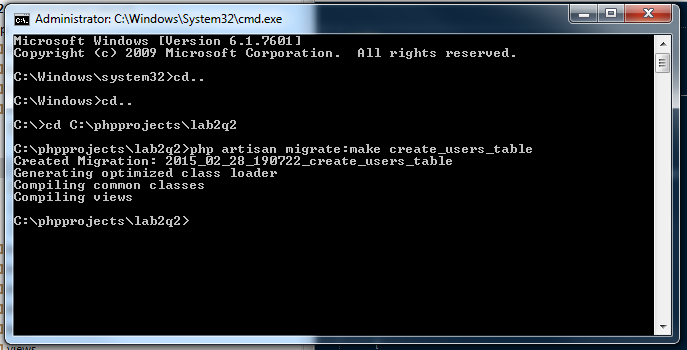 Administrator: C:\Windows\System32\cmd.exe
Microsoft Windows [Version 6.1.7601]
Copyright (c) 2009 Microsoft Corporation.  All rights reserved.
C:\Windows\system32>cd..
C:\Windows>cd..
C:\>cd C:\phpprojects\lab2q2
C:\phpprojects\lab2q2>php artisan migrate:make create_users_table
Created Migration: 2015_02_28_190722_create_users_table
Generating optimized class loader
Compiling common classes
Compiling views
C:\phpprojects\lab2q2>
views